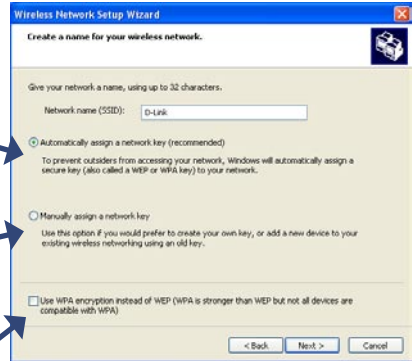 Wireless Network Setup Wizard
Create a name for your wireless network.
Give your network a name, using up to 32 characters.
Network name (SSID): D-Link
Automatically assign a network key (recommended)
To prevent outsiders from accessing your network, Windows will automatically assign a
secure key (also called a WEP or WPA key) to your network.
Manually assign a network key
Use this option if you would prefer to create your own key, or add a new device to your
existing wireless networking using an old key.
Use WPA encryption instead of WEP (WPA is stronger than WEP but not all devices are
compatible with WPA)
< Back Next > Cancel